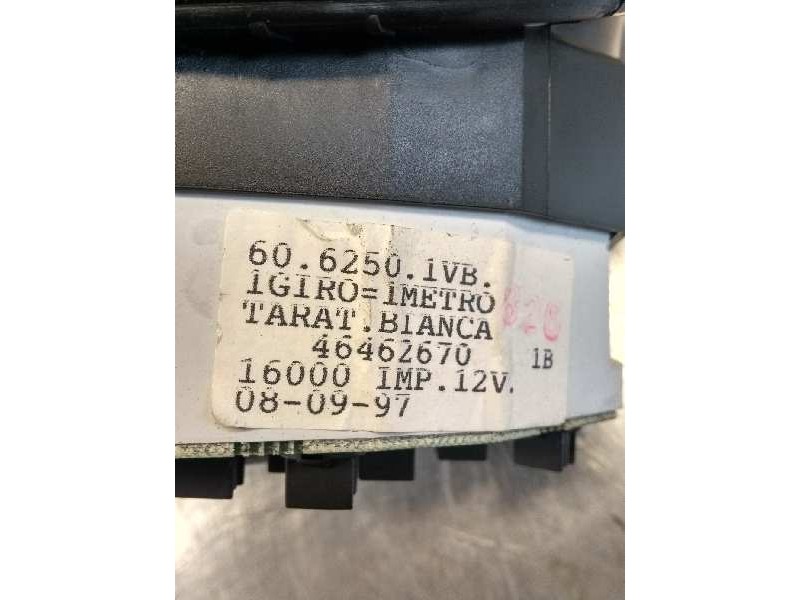 60.6250.1VB.
1GIRO=1METRO
TARAT.BIANCA
46462670 1B
16000 IMP.12V.
08-09-97